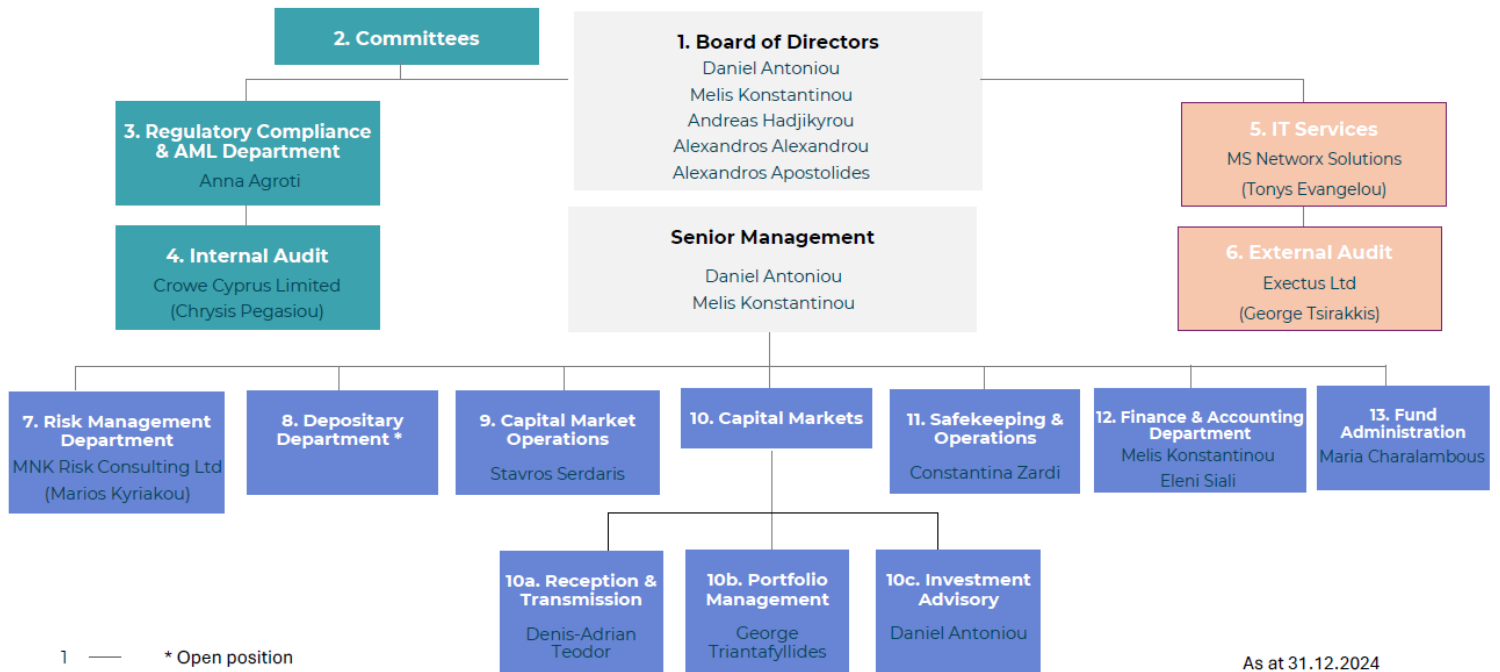 2. Committees
1. Board of Directors
Daniel Antoniou
Melis Konstantinou
Andreas Hadjikyrou
Alexandros Alexandrou
Alexandros Apostolides
3. Regulatory Compliance
& AML Department
Anna Agroti
5. IT Services
MS Networx Solutions
(Tonys Evangelou)
4. Internal Audit
Crowe Cyprus Limited
(Chrysis Pegasiou)
Senior Management
Daniel Antoniou
Melis Konstantinou
6. External Audit
Exectus Ltd
(George Tsirakkis)
7. Risk Management
Department
MNK Risk Consulting Ltd
(Marios Kyriakou)
8. Depositary
Department *
9. Capital Market
Operations
Stavros Serdaris
10. Capital Markets
11. Safekeeping &
Operations
Constantina Zardi
12. Finance & Accounting
Department
Melis Konstantinou
Eleni Siali
13. Fund
Administration
Maria Charalambous
10a. Reception &
Transmission
Denis-Adrian
Teodor
10b. Portfolio
Management
George
Triantafyllides
10c. Investment
Advisory
Daniel Antoniou
1 —— * Open position
As at 31.12.2024